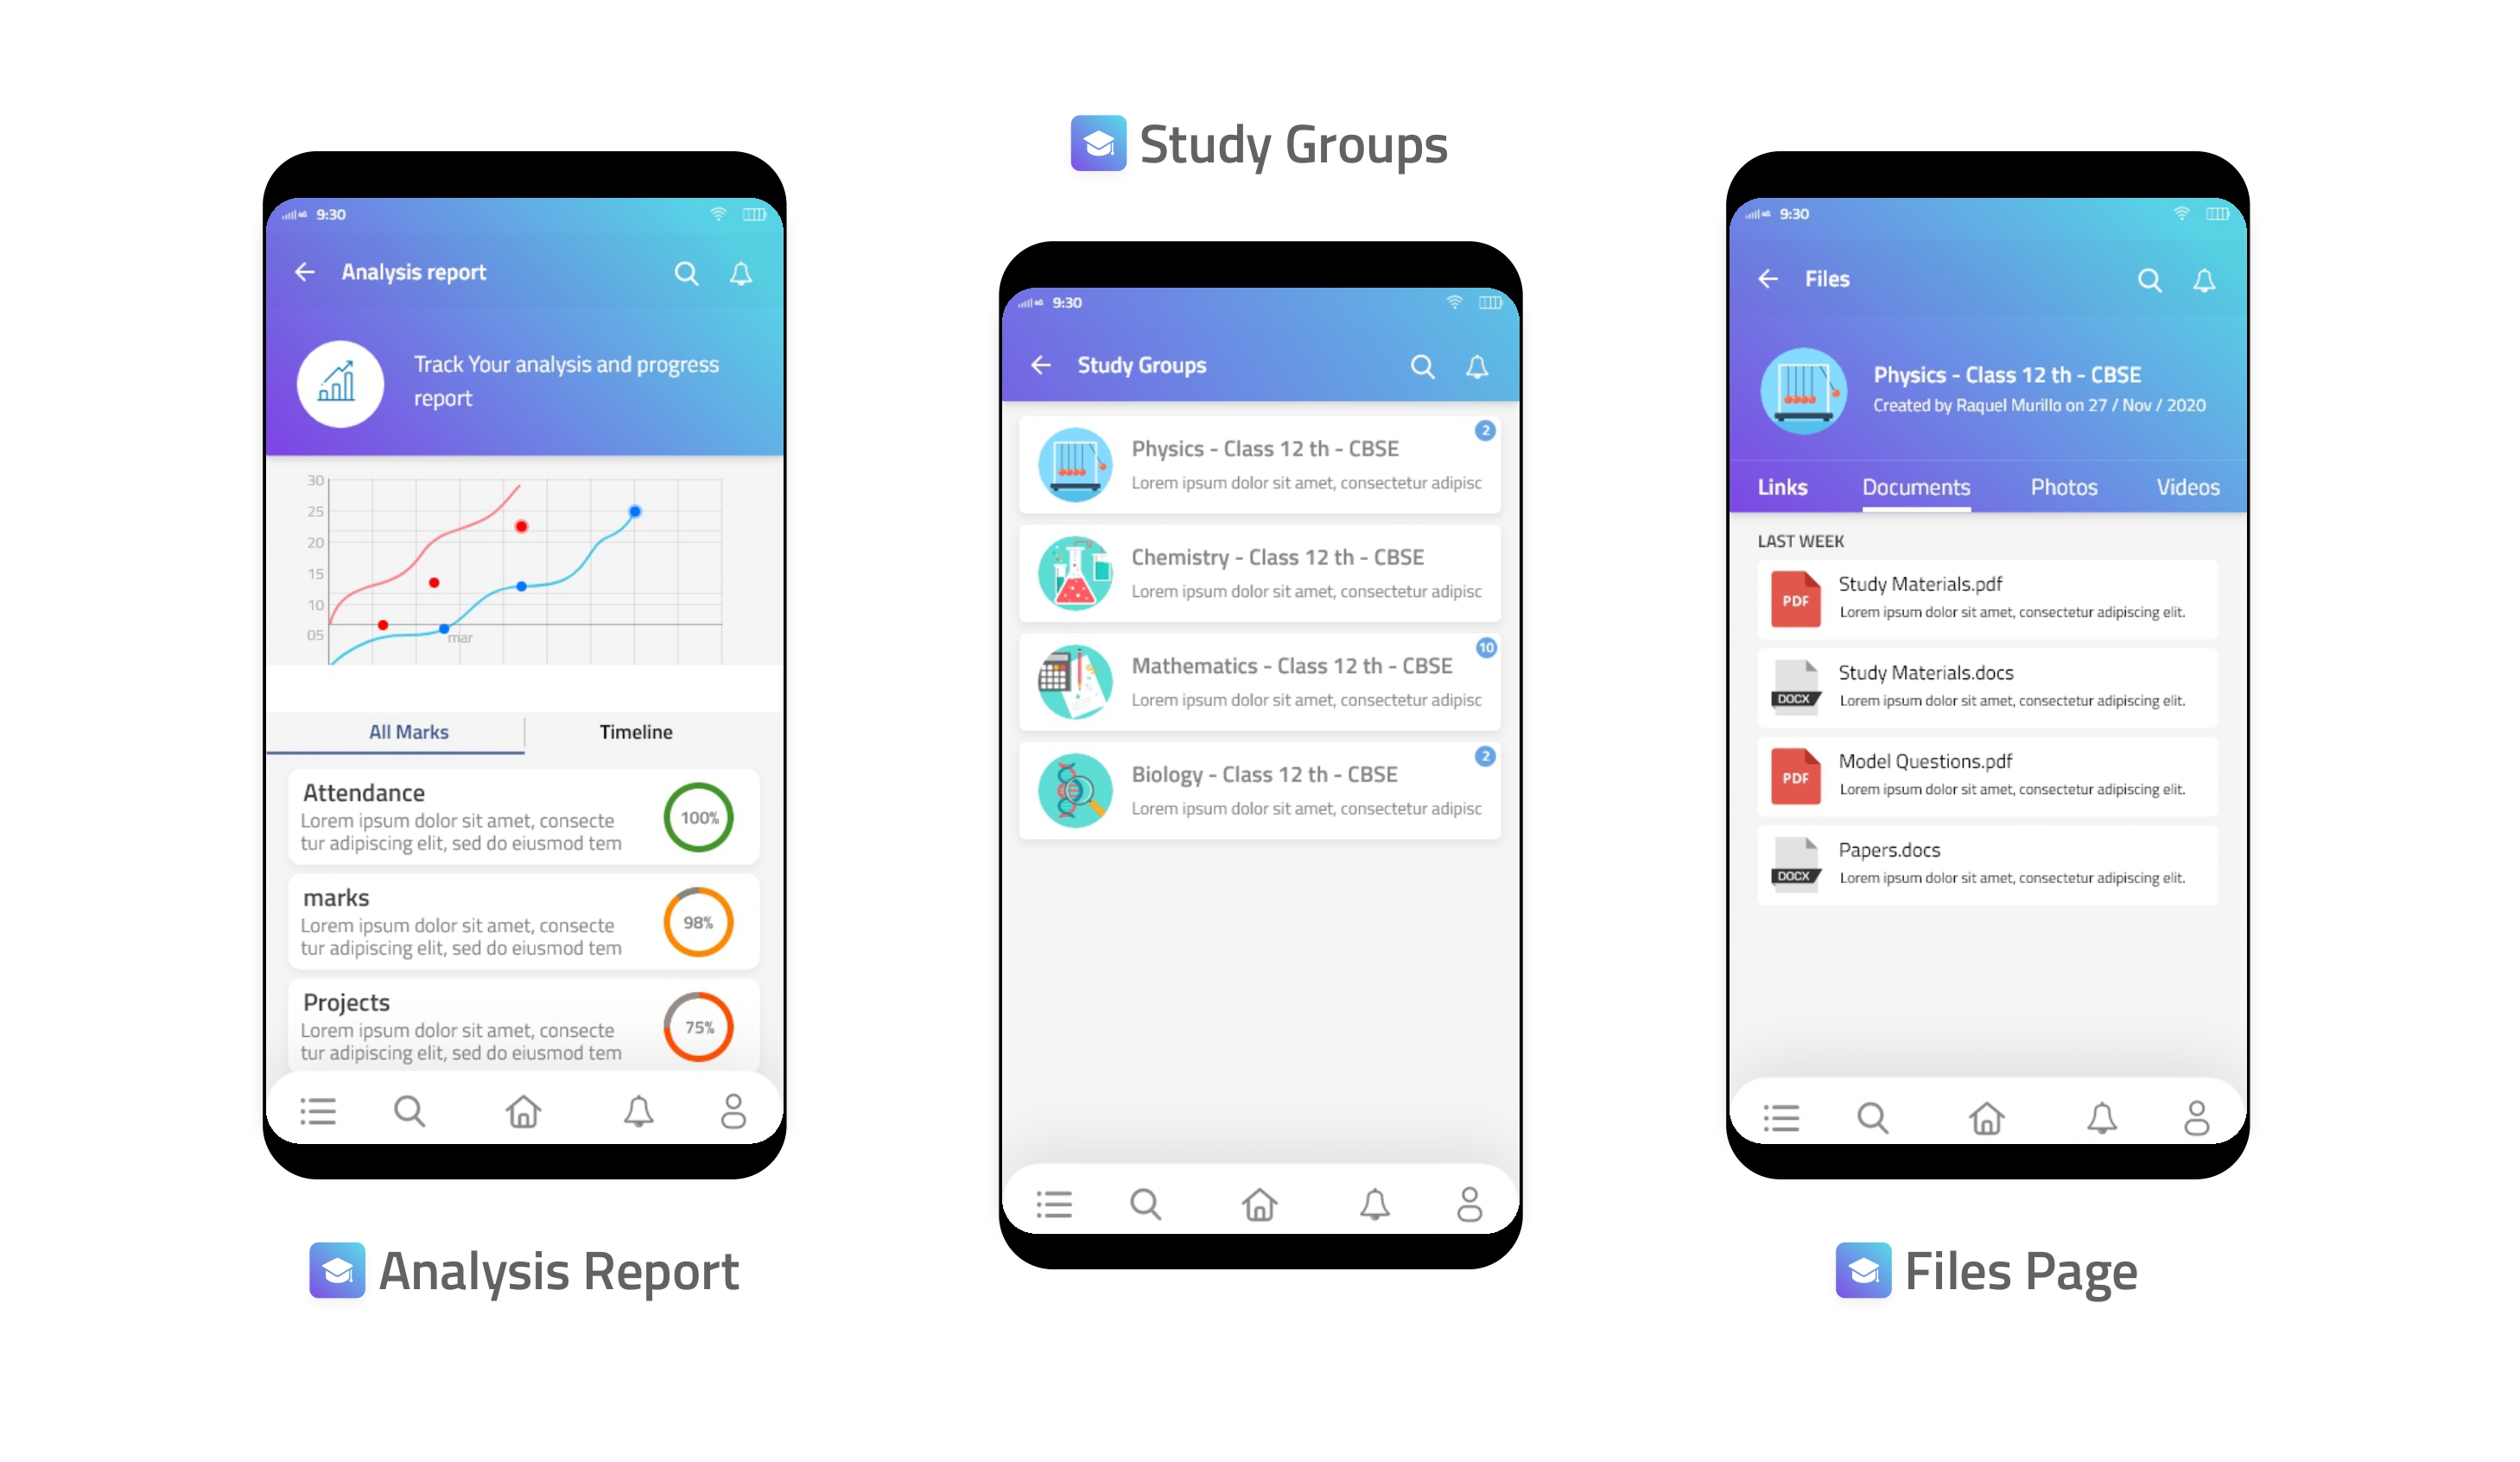 Study Groups
9:30
Analysis report
Track Your analysis and progress
report
30
25
20
15
10
05
mar
All Marks
Timeline
Attendance
Lorem ipsum dolor sit amet, consecte
tur adipiscing elit, sed do eiusmod tem
100%
marks
Lorem ipsum dolor sit amet, consecte
tur adipiscing elit, sed do eiusmod tem
98%
Projects
Lorem ipsum dolor sit amet, consecte
tur adipiscing elit, sed do eiusmod tem
75%
Analysis Report
9:30
Study Groups
Physics - Class 12 th - CBSE
2
Lorem ipsum dolor sit amet, consectetur adipisc
Chemistry - Class 12 th - CBSE
Lorem ipsum dolor sit amet, consectetur adipisc
Mathematics - Class 12 th - CBSE
10
Lorem ipsum dolor sit amet, consectetur adipisc
Biology - Class 12 th - CBSE
2
Lorem ipsum dolor sit amet, consectetur adipisc
9:30
Files
Physics - Class 12 th - CBSE
Created by Raquel Murillo on 27 / Nov / 2020
Links
Documents
Photos
Videos
LAST WEEK
PDF
Study Materials.pdf
Lorem ipsum dolor sit amet, consectetur adipiscing elit.
DOCX
Study Materials.docs
Lorem ipsum dolor sit amet, consectetur adipiscing elit.
PDF
Model Questions.pdf
Lorem ipsum dolor sit amet, consectetur adipiscing elit.
DOCX
Papers.docs
Lorem ipsum dolor sit amet, consectetur adipiscing elit.
Files Page